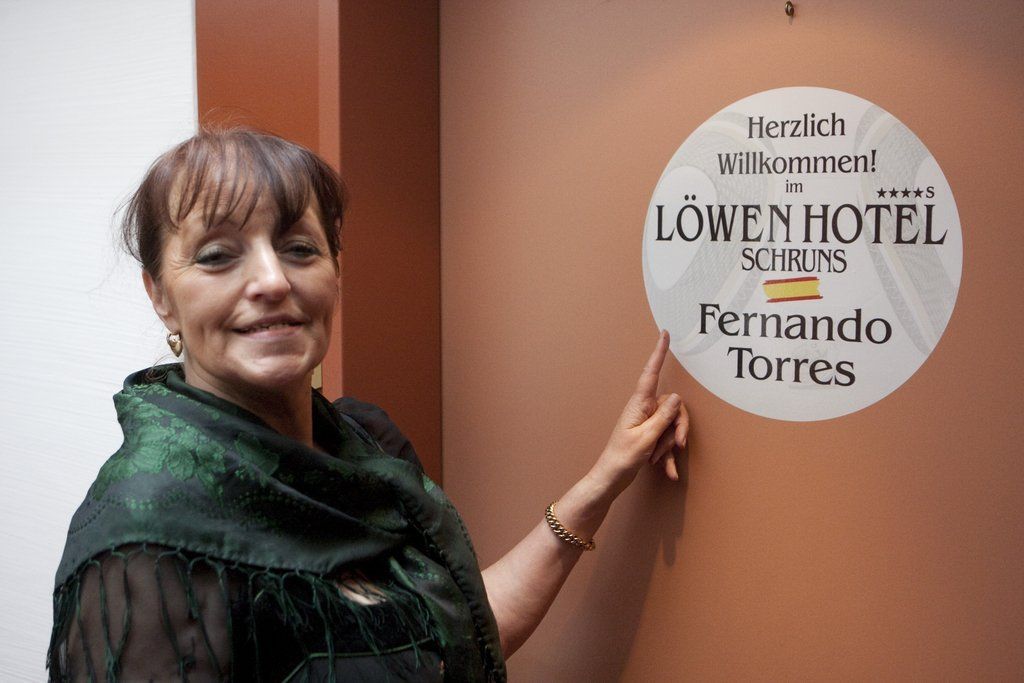 Herzlich
Willkommen!
im
★★★★S
LÖWEN HOTEL
SCHRUNS
Fernando
Torres